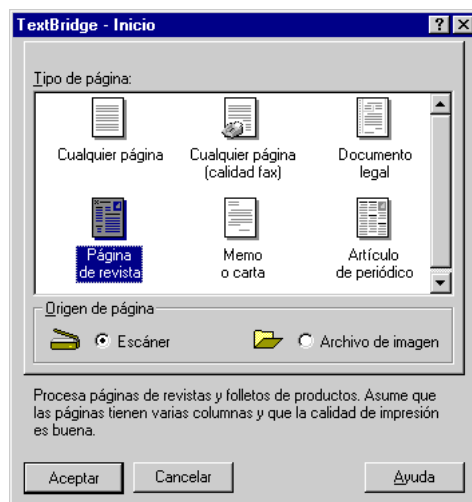 TextBridge - Inicio
Tipo de página:
Cualquier página
Cualquier página
(calidad fax)
Documento
legal
Página
de revista
Memo
o carta
Artículo
de periódico
Origen de página
Escáner
Archivo de imagen
Procesa páginas de revistas y folletos de productos. Asume que
las páginas tienen varias columnas y que la calidad de impresión
es buena.
Aceptar
Cancelar
Ayuda